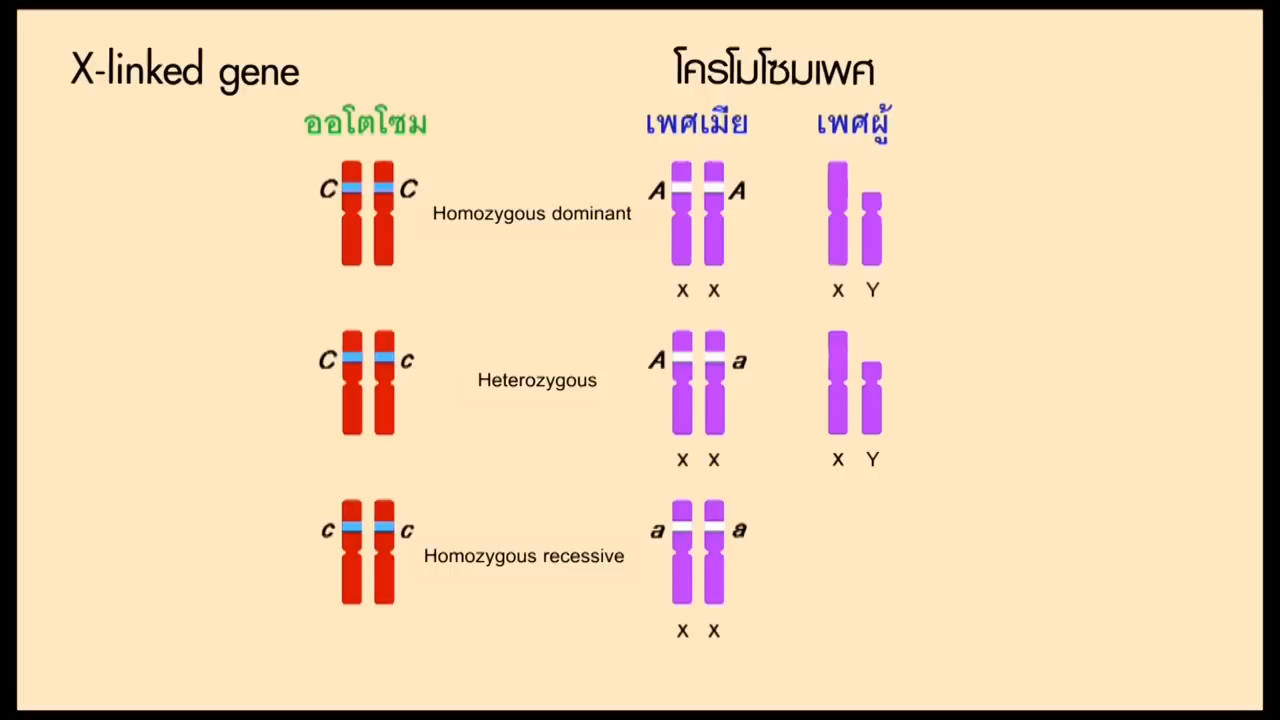 X-linked gene
โครโมโซมเพศ
ออโตโซม
เพศเมีย
เพศผู้
C C
Homozygous dominant
A A
X X
X Y
C c
Heterozygous
A a
X X
X Y
c c
Homozygous recessive
a a
X X